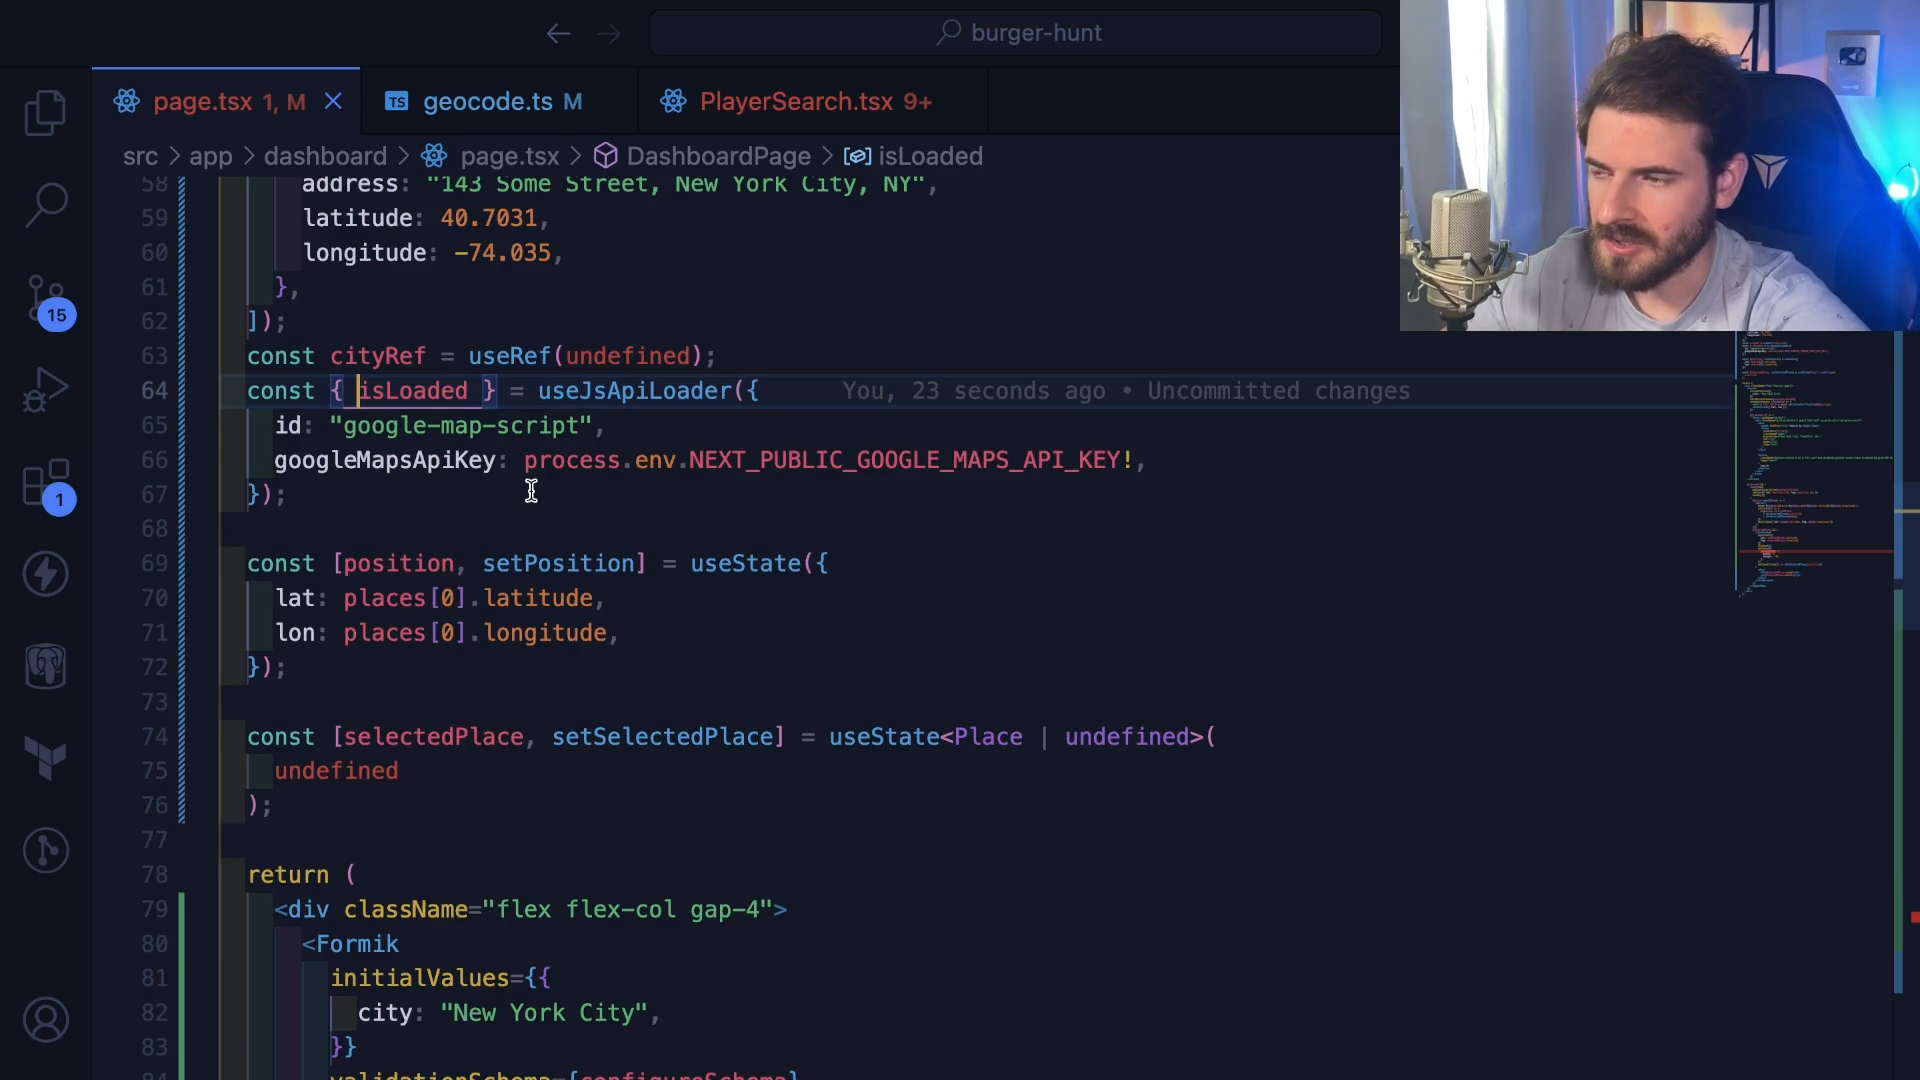 burger-hunt
page.tsx 1, M
geocode.ts M
PlayerSearch.tsx 9+
src > app > dashboard > page.tsx > DashboardPage > isLoaded
58 address: "143 Some Street, New York City, NY",
59 latitude: 40.7031,
60 longitude: -74.035,
61 },
62 ]);
63 const cityRef = useRef(undefined);
64 const { isLoaded } = useJsApiLoader({ You, 23 seconds ago • Uncommitted changes
65 id: "google-map-script",
66 googleMapsApiKey: process.env.NEXT_PUBLIC_GOOGLE_MAPS_API_KEY!,
67 });
68
69 const [position, setPosition] = useState({
70 lat: places[0].latitude,
71 lon: places[0].longitude,
72 });
73
74 const [selectedPlace, setSelectedPlace] = useState<Place | undefined>(
75 undefined
76 );
77
78 return (
79 <div className="flex flex-col gap-4">
80 <Formik
81 initialValues={{
82 city: "New York City",
83 }}
84 validationSchema={configureSchema}
15
1
TS